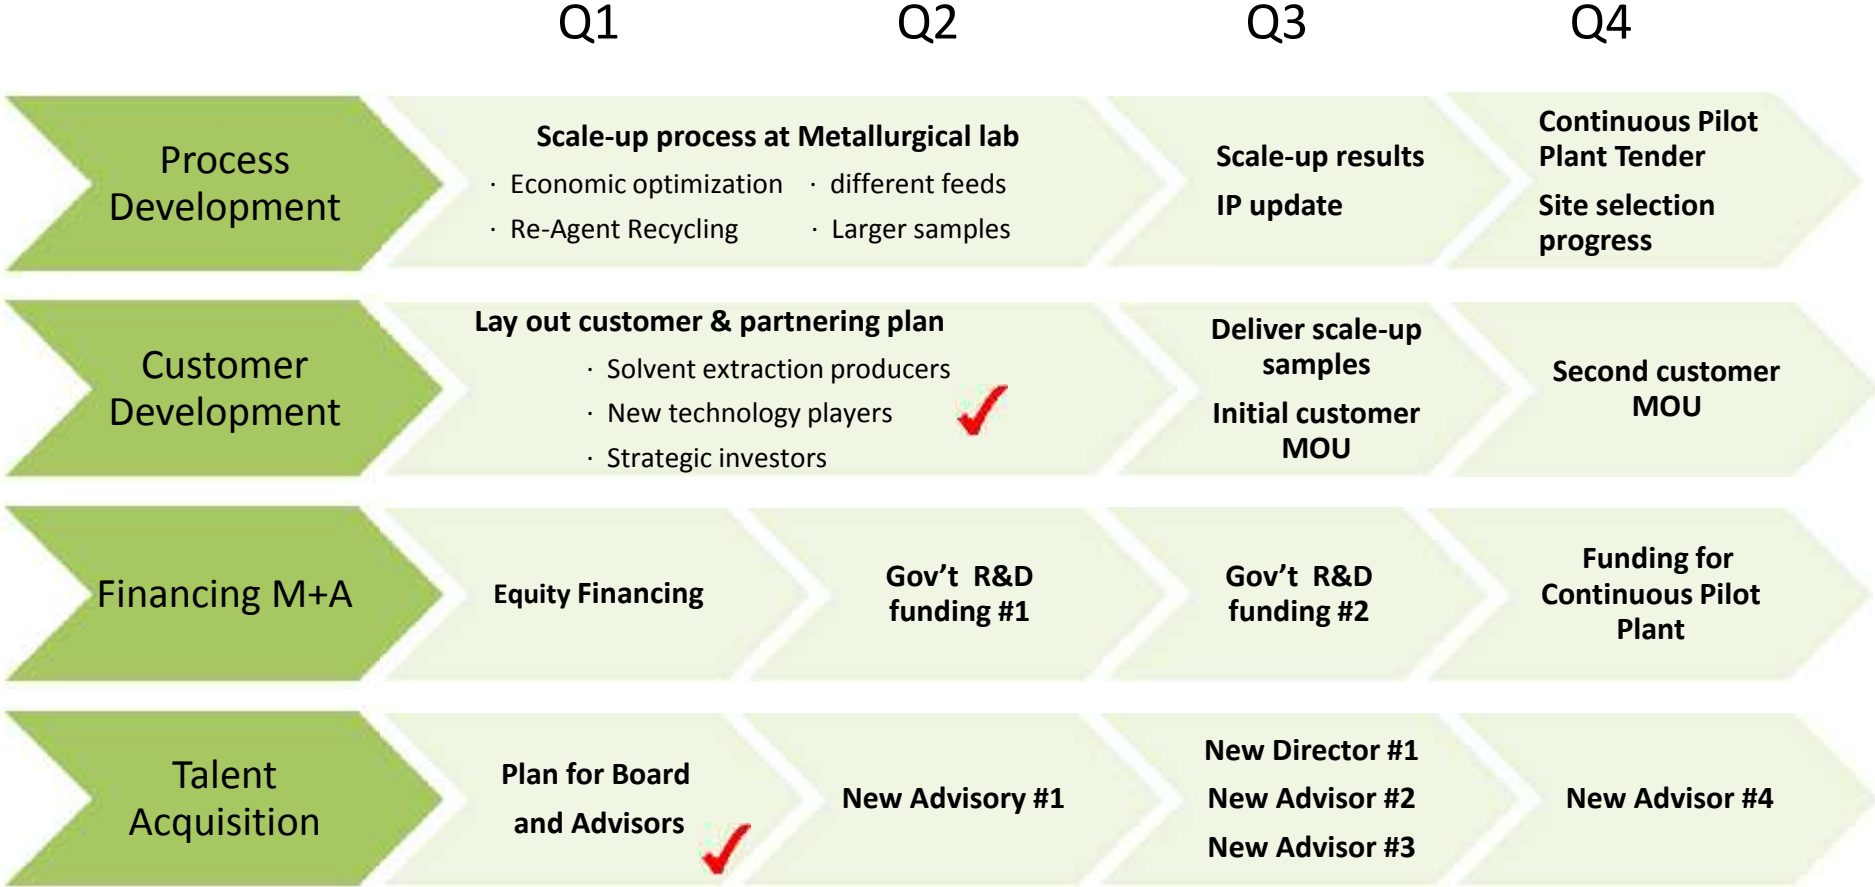 Q1 Q2 Q3 Q4
Process
Development
Scale-up process at Metallurgical lab
· Economic optimization · different feeds
· Re-Agent Recycling · Larger samples
Scale-up results
IP update
Continuous Pilot
Plant Tender
Site selection
progress
Customer
Development
Lay out customer & partnering plan
· Solvent extraction producers
· New technology players
· Strategic investors
Deliver scale-up
samples
Initial customer
MOU
Second customer
MOU
Financing M+A
Equity Financing
Gov’t R&D
funding #1
Gov’t R&D
funding #2
Funding for
Continuous Pilot
Plant
Talent
Acquisition
Plan for Board
and Advisors
New Advisory #1
New Director #1
New Advisor #2
New Advisor #3
New Advisor #4